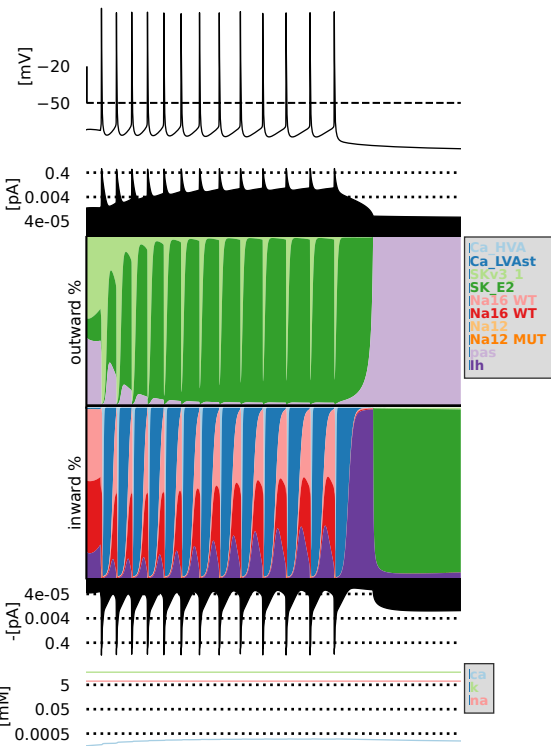 [mV]
−20
−50
[pA]
0.4
0.004
4e-05
outward %
Ca_HVA
Ca_LVAst
SKv3_1
SK_E2
Na16 WT
Na16 WT
Na12
Na12 MUT
pas
Ih
inward %
4e-05
0.004
0.4
-[pA]
ca
k
na
5
0.05
0.0005
[mM]